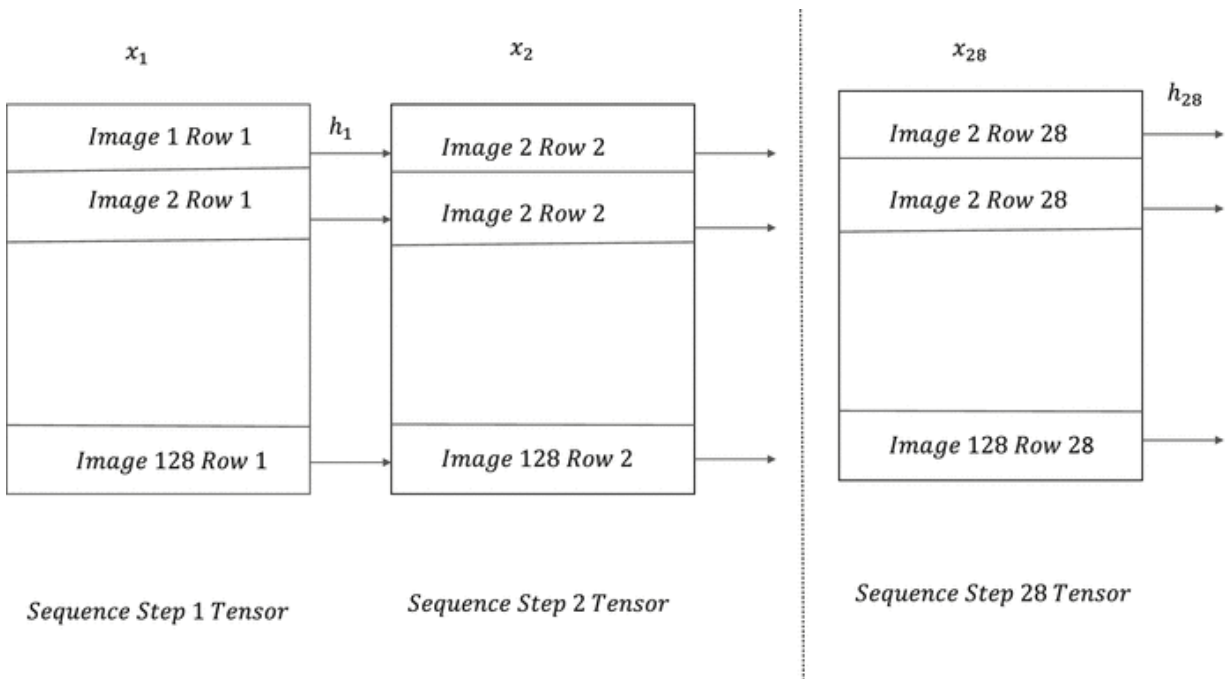 x₁
x₂
x₂₈
h₁
h₂₈
Image 1 Row 1
Image 2 Row 2
Image 2 Row 28
Image 2 Row 1
Image 2 Row 2
Image 2 Row 28
Image 128 Row 1
Image 128 Row 2
Image 128 Row 28
Sequence Step 1 Tensor
Sequence Step 2 Tensor
Sequence Step 28 Tensor